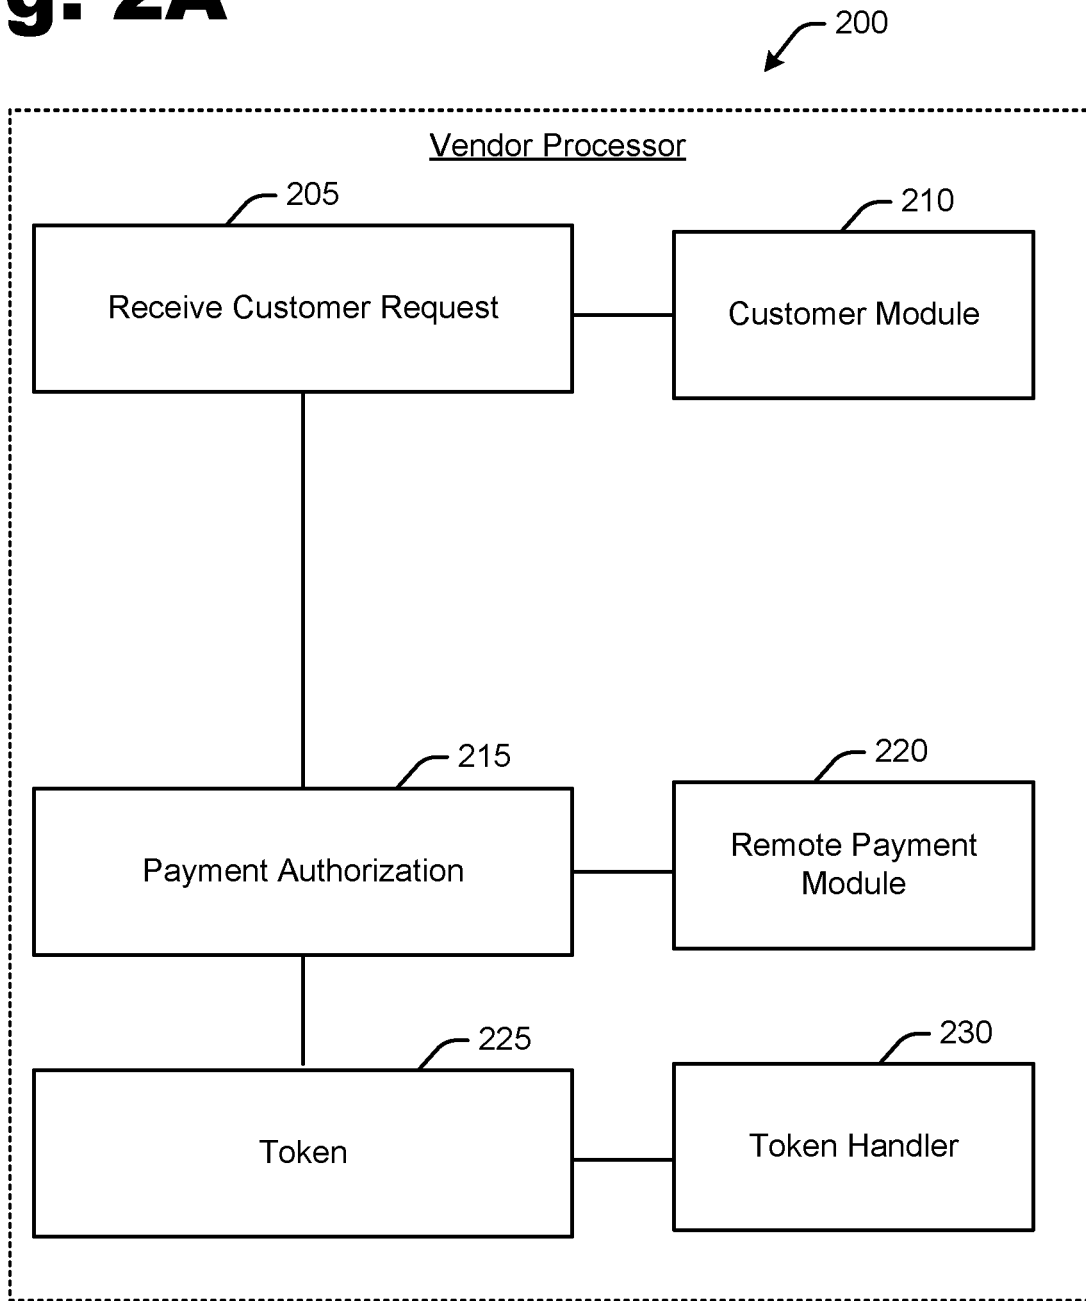 g. 2A
200
Vendor Processor
205
210
Receive Customer Request
Customer Module
215
220
Payment Authorization
Remote Payment
Module
225
230
Token
Token Handler